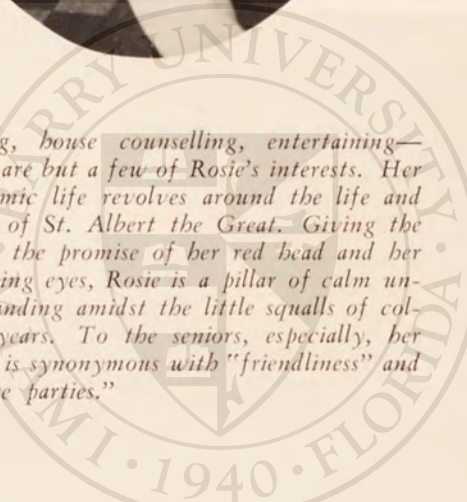 BARRY UNIVERSITY
g, house counselling, entertaining—
are but a few of Rosie's interests. Her
mic life revolves around the life and
of St. Albert the Great. Giving the
the promise of her red head and her
ing eyes, Rosie is a pillar of calm un-
nding amidst the little squalls of col-
years. To the seniors, especially, her
is synonymous with "friendliness" and
e parties."
MIAMI • 1940 • FLORIDA